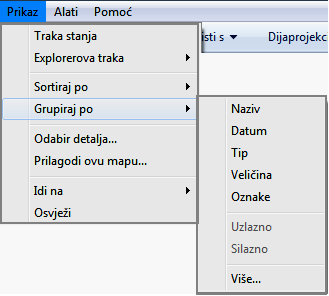 Prikaz Alati Pomoć
isti s Dijaprojekc
Traka stanja
Explorerova traka
Sortiraj po
Grupiraj po
Odabir detalja...
Prilagodi ovu mapu...
Idi na
Osvježi
Naziv
Datum
Tip
Veličina
Oznake
Uzlazno
Silazno
Više...